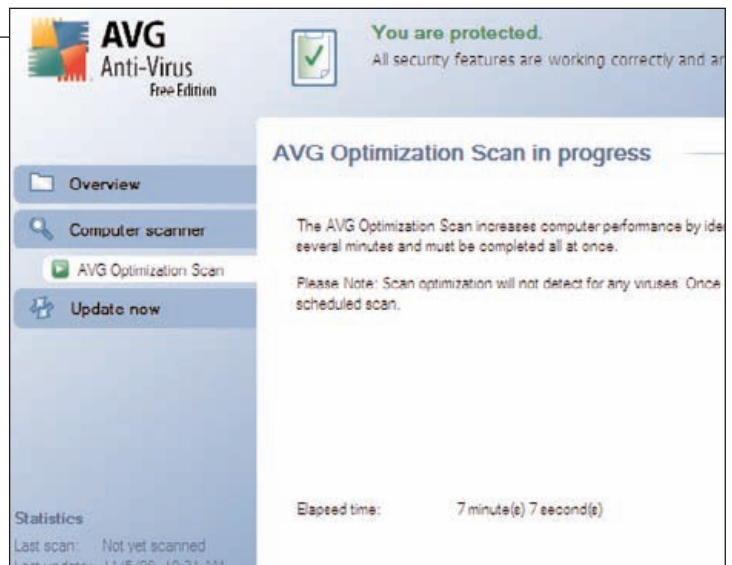 AVG
Anti-Virus
Free Edition
You are protected.
All security features are working correctly and
AVG Optimization Scan in progress
Overview
Computer scanner
AVG Optimization Scan
Update now
The AVG Optimization Scan increases computer performance by
several minutes and must be completed all at once.
Please Note: Scan optimization will not detect for any viruses. Once
scheduled scan.
Elapsed time: 7 minute(s) 7 second(s)
Statistics
Last scan: Not yet scanned